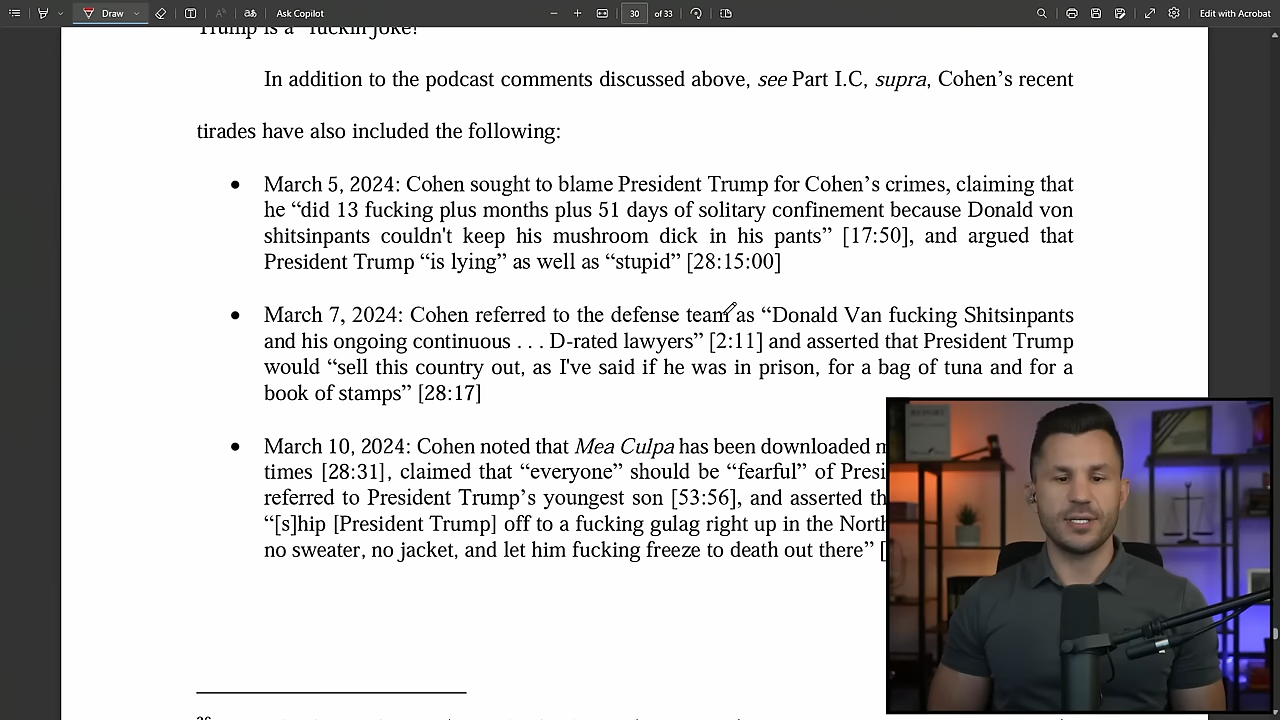 Draw
Ask Copilot
30 of 33
Edit with Acrobat
Trump is a "fuckin joke!"
In addition to the podcast comments discussed above, see Part I.C, supra, Cohen’s recent
tirades have also included the following:
• March 5, 2024: Cohen sought to blame President Trump for Cohen’s crimes, claiming that
he “did 13 fucking plus months plus 51 days of solitary confinement because Donald von
shitsinpants couldn't keep his mushroom dick in his pants” [17:50], and argued that
President Trump “is lying” as well as “stupid” [28:15:00]
• March 7, 2024: Cohen referred to the defense team as “Donald Van fucking Shitsinpants
and his ongoing continuous . . . D-rated lawyers” [2:11] and asserted that President Trump
would “sell this country out, as I've said if he was in prison, for a bag of tuna and for a
book of stamps” [28:17]
• March 10, 2024: Cohen noted that Mea Culpa has been downloaded
times [28:31], claimed that “everyone” should be “fearful” of
referred to President Trump’s youngest son [53:56], and asserted
“[s]hip [President Trump] off to a fucking gulag right up in the
no sweater, no jacket, and let him fucking freeze to death out there” [